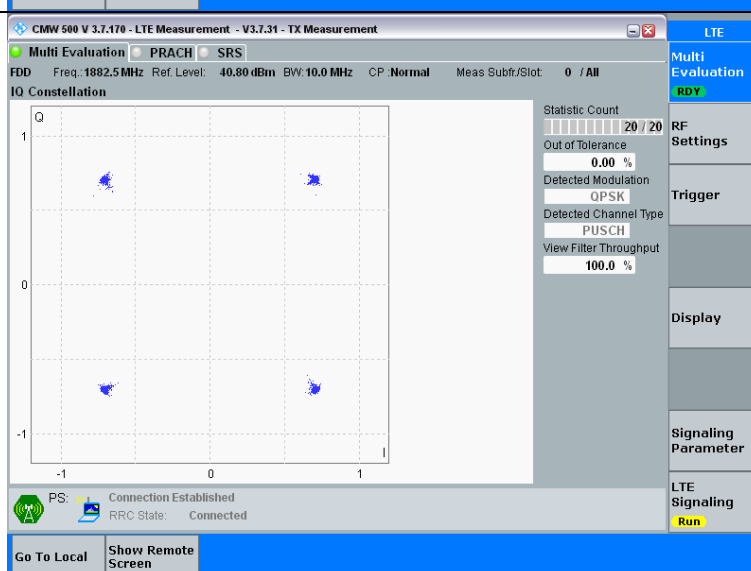 CMW 500 V 3.7.170 - LTE Measurement - V3.7.31 - TX Measurement
LTE
Multi Evaluation PRACH SRS
FDD Freq.: 1882.5 MHz Ref. Level: 40.80 dBm BW: 10.0 MHz CP : Normal Meas Subfr./Slot: 0 / All
IQ Constellation
Q
1
0
-1
I
-1 0 1
Statistic Count
20 / 20
Out of Tolerance
0.00 %
Detected Modulation
QPSK
Detected Channel Type
PUSCH
View Filter Throughput
100.0 %
Multi
Evaluation
RDY
RF
Settings
Trigger
Display
Signaling
Parameter
LTE
Signaling
Run
PS: Connection Established
RRC State: Connected
Go To Local
Show Remote
Screen